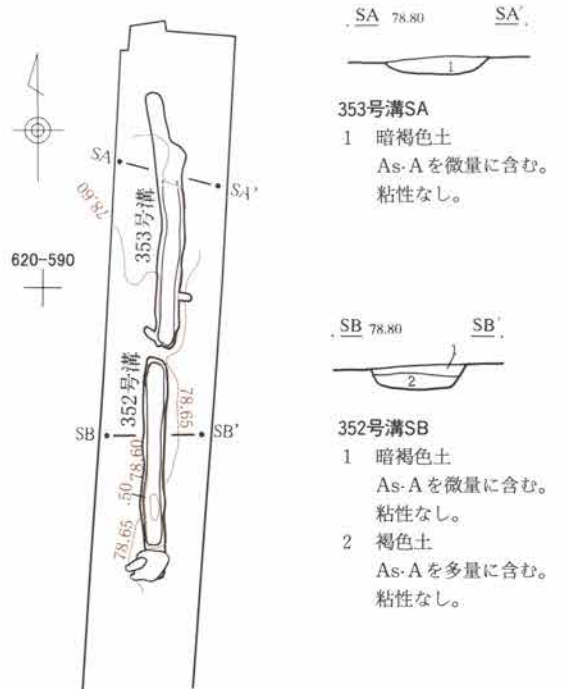 SA 78.80 SA´
1
353号溝SA
1 暗褐色土
As-Aを微量に含む。
粘性なし。
SB 78.80 SB´
1
2
352号溝SB
1 暗褐色土
As-Aを微量に含む。
粘性なし。
2 褐色土
As-Aを多量に含む。
粘性なし。
SA
SA'
78.60
353号溝
620-590
352号溝
78.65
SB
SB'
78.60
.50
78.65